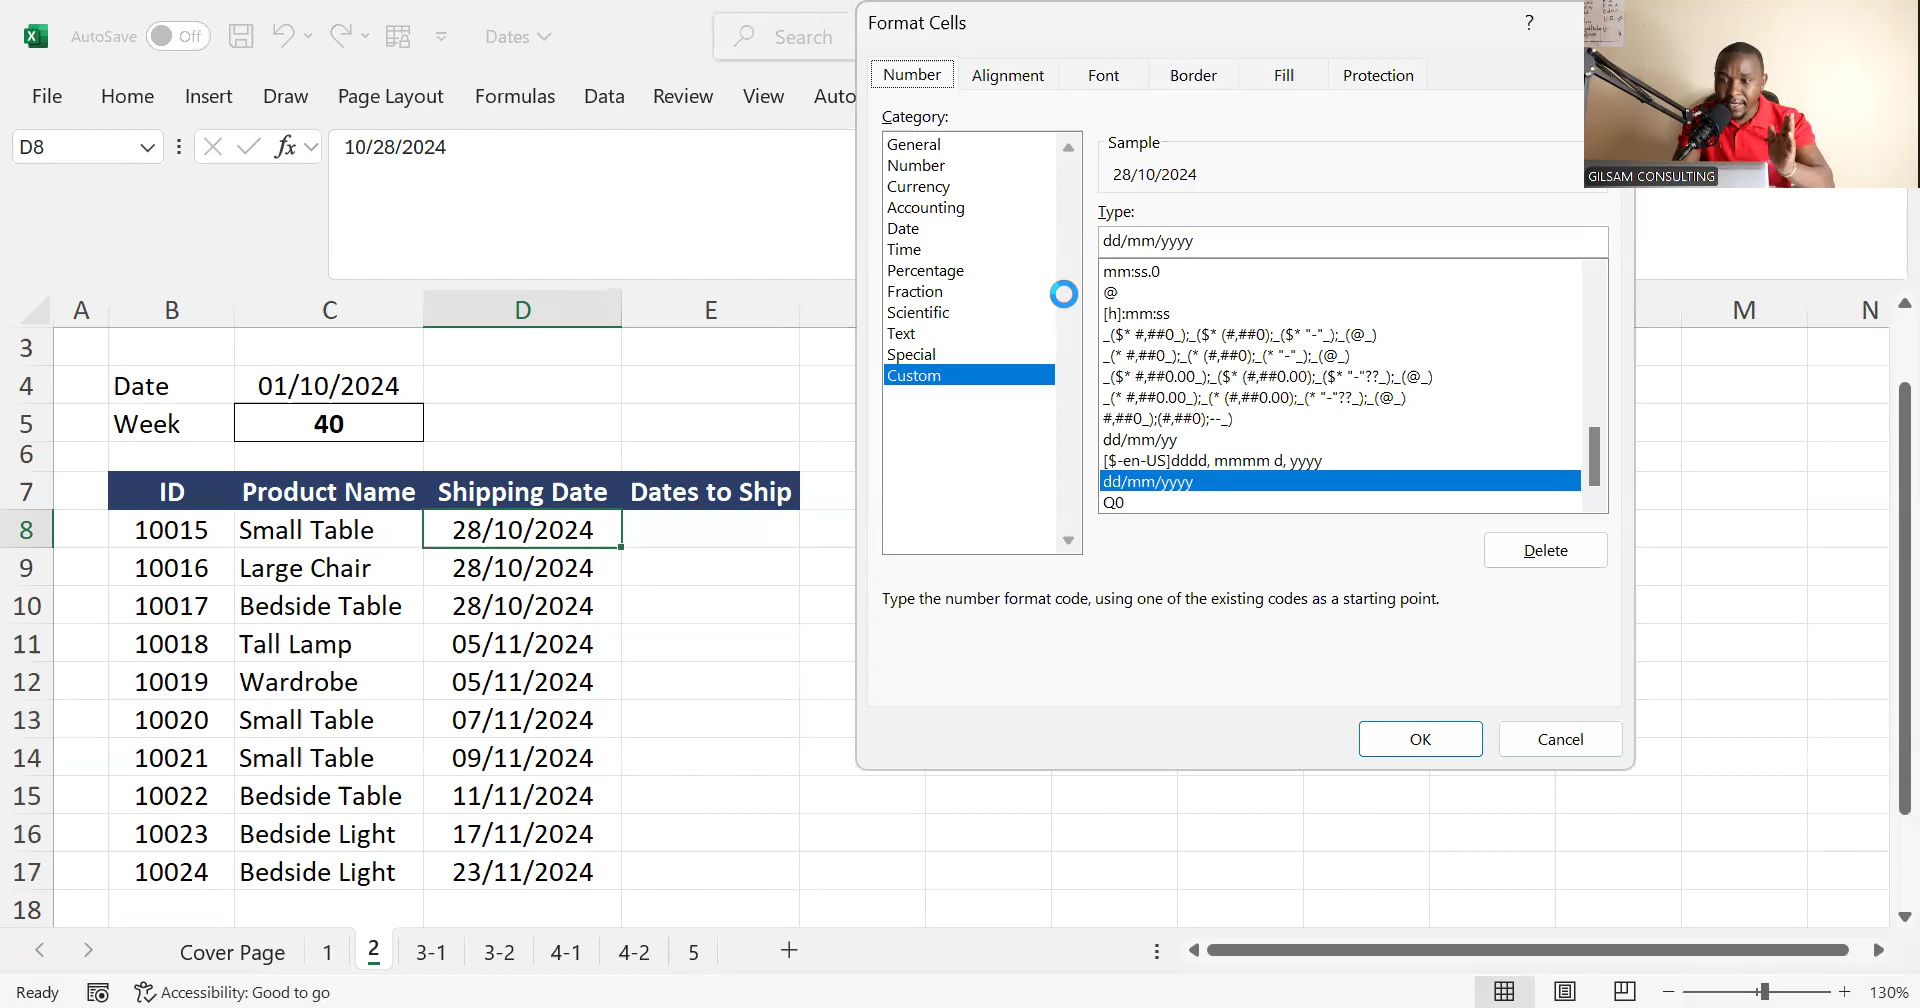 AutoSave Off Dates Search
File Home Insert Draw Page Layout Formulas Data Review View Auto
D8 fx 10/28/2024
A B C D E M N
3
4 Date 01/10/2024
5 Week 40
6
7 ID Product Name Shipping Date Dates to Ship
8 10015 Small Table 28/10/2024
9 10016 Large Chair 28/10/2024
10 10017 Bedside Table 28/10/2024
11 10018 Tall Lamp 05/11/2024
12 10019 Wardrobe 05/11/2024
13 10020 Small Table 07/11/2024
14 10021 Small Table 09/11/2024
15 10022 Bedside Table 11/11/2024
16 10023 Bedside Light 17/11/2024
17 10024 Bedside Light 23/11/2024
18
Cover Page 1 2 3-1 3-2 4-1 4-2 5 +
Ready Accessibility: Good to go 130%
Format Cells ?
Number Alignment Font Border Fill Protection
Category:
General
Number
Currency
Accounting
Date
Time
Percentage
Fraction
Scientific
Text
Special
Custom
Sample
28/10/2024
Type:
dd/mm/yyyy
mm:ss.0
@
[h]:mm:ss
_($* #,##0_);_($* (#,##0);_($* "-"_);_(@_)
_(* #,##0_);_(* (#,##0);_(* "-"_);_(@_)
_($* #,##0.00_);_($* (#,##0.00);_($* "-"??_);_(@_)
_(* #,##0.00_);_(* (#,##0.00);_(* "-"??_);_(@_)
#,##0_);(#,##0);--_)
dd/mm/yy
[$-en-US]dddd, mmmm d, yyyy
dd/mm/yyyy
Q0
Delete
Type the number format code, using one of the existing codes as a starting point.
OK Cancel
GILSAM CONSULTING